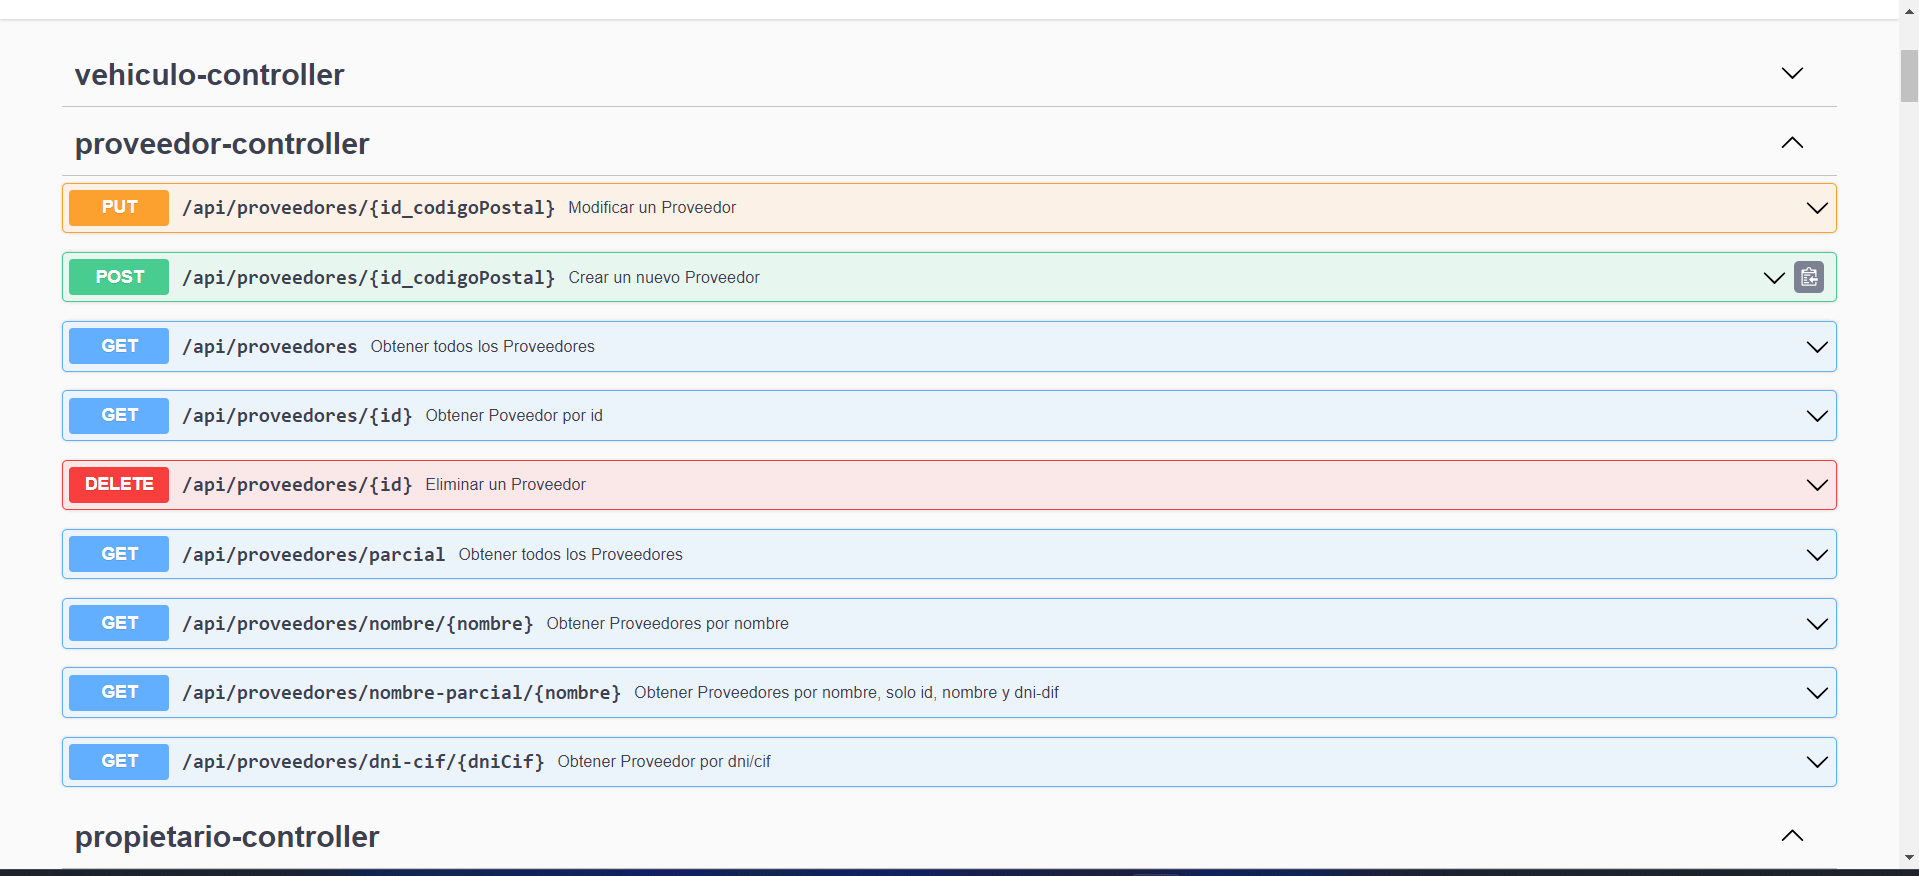 vehiculo-controller
proveedor-controller
PUT /api/proveedores/{id_codigoPostal} Modificar un Proveedor
POST /api/proveedores/{id_codigoPostal} Crear un nuevo Proveedor
GET /api/proveedores Obtener todos los Proveedores
GET /api/proveedores/{id} Obtener Poveedor por id
DELETE /api/proveedores/{id} Eliminar un Proveedor
GET /api/proveedores/parcial Obtener todos los Proveedores
GET /api/proveedores/nombre/{nombre} Obtener Proveedores por nombre
GET /api/proveedores/nombre-parcial/{nombre} Obtener Proveedores por nombre, solo id, nombre y dni-dif
GET /api/proveedores/dni-cif/{dniCif} Obtener Proveedor por dni/cif
propietario-controller